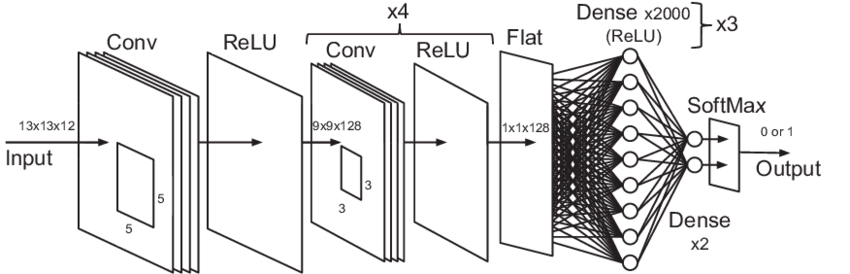 x4
Dense x2000
(ReLU)
x3
Conv
ReLU
Conv
ReLU
Flat
SoftMax
13x13x12
9x9x128
1x1x128
0 or 1
Input
Output
5
5
3
3
Dense
x2